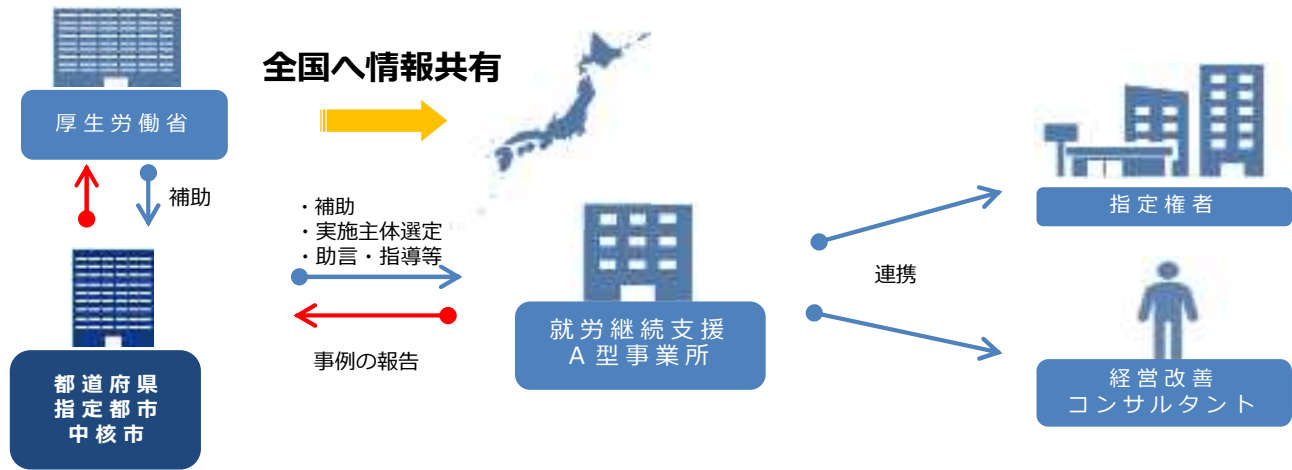 全国へ情報共有
厚生労働省
補助
・補助
・実施主体選定
・助言・指導等
事例の報告
都道府県
指定都市
中核市
就労継続支援
A型事業所
連携
指定権者
経営改善
コンサルタント